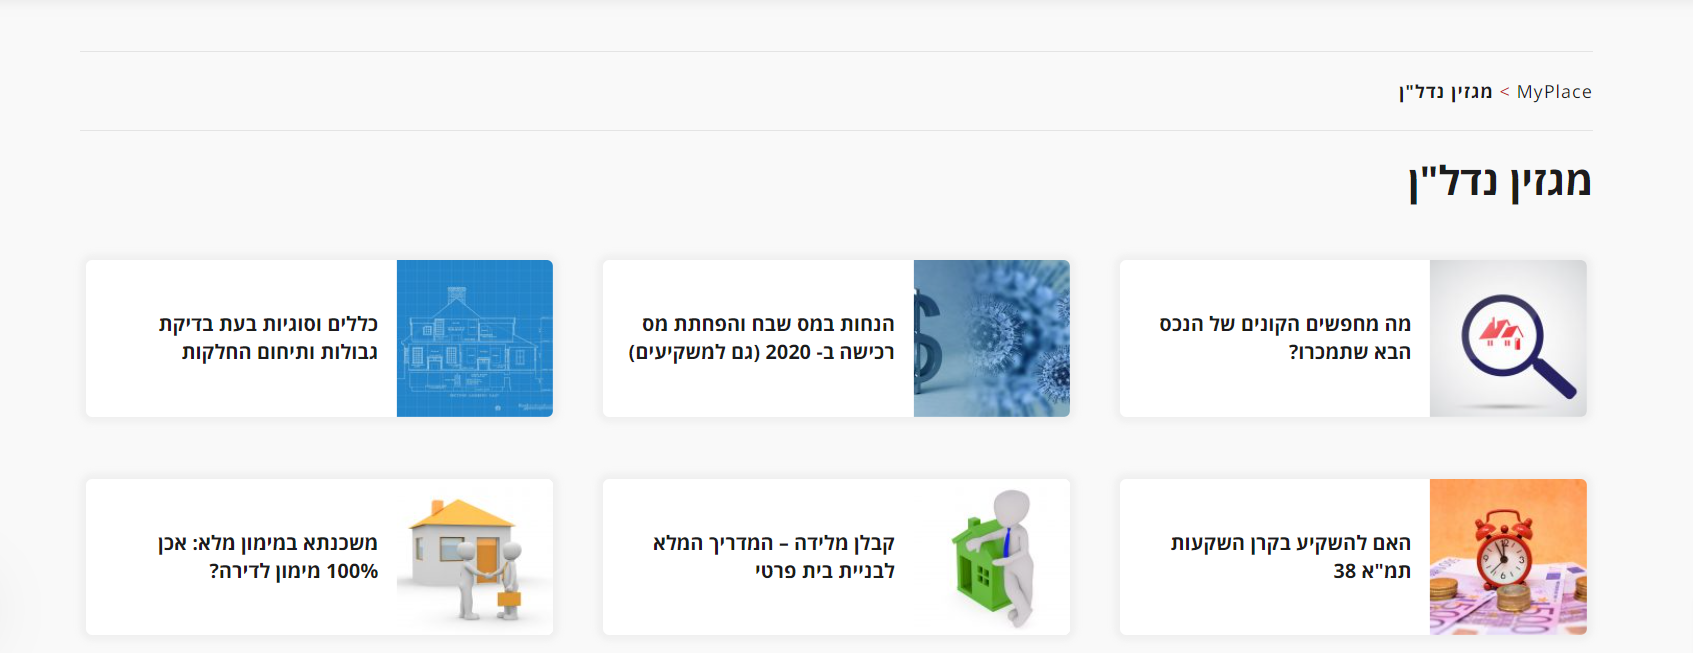 MyPlace > מגזין נדל"ן
מגזין נדל"ן
מה מחפשים הקונים של הנכס
הבא שתמכרו?
הנחות במס שבח והפחתת מס
רכישה ב- 2020 (גם למשקיעים)
כללים וסוגיות בעת בדיקת
גבולות ותיחום החלקות
האם להשקיע בקרן השקעות
תמ"א 38
קבלן מלידה – המדריך המלא
לבניית בית פרטי
משכנתא במימון מלא: אכן
100% מימון לדירה?